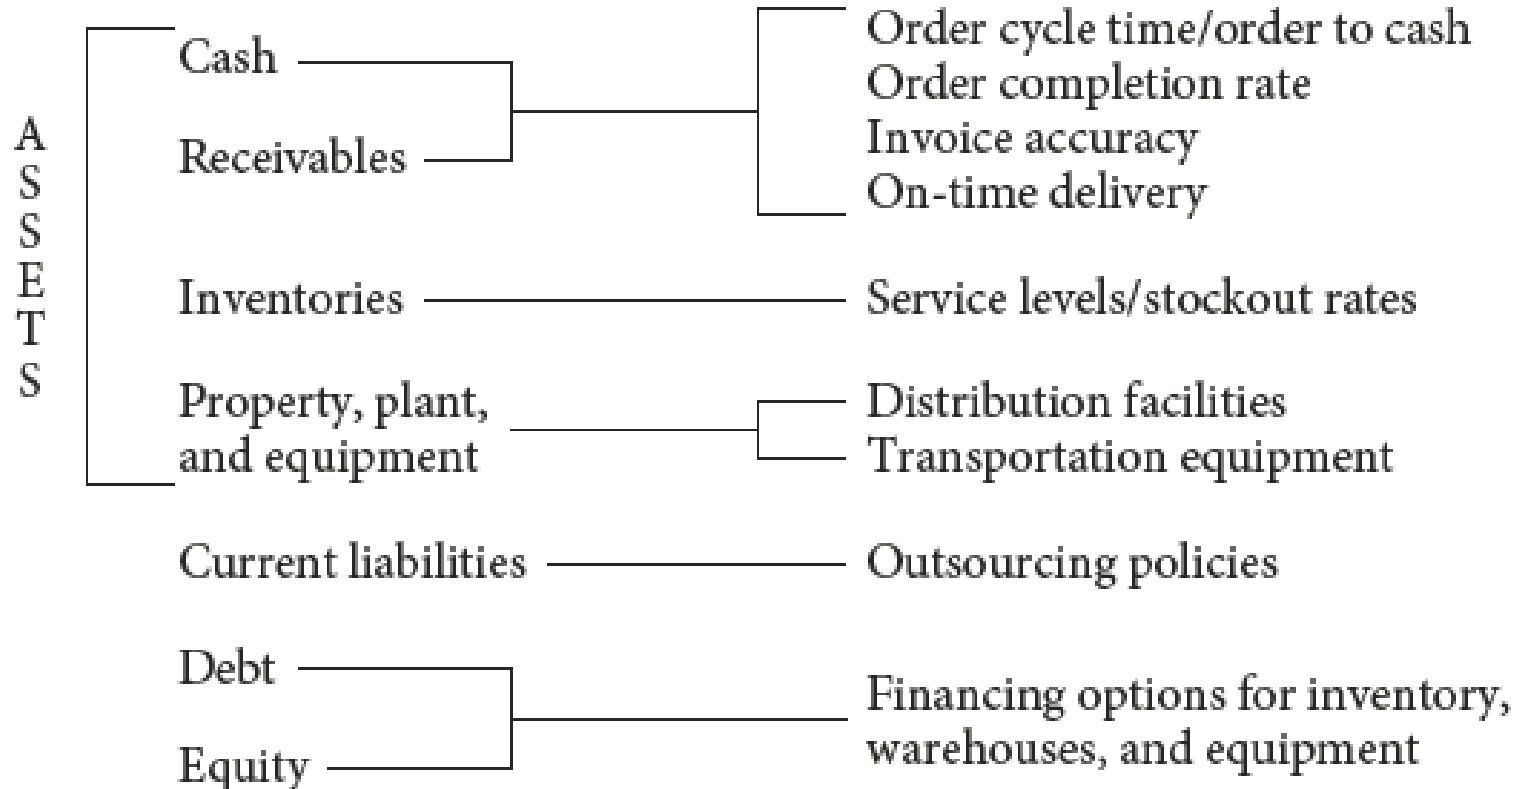 ASSETS
Cash
Receivables
Order cycle time/order to cash
Order completion rate
Invoice accuracy
On-time delivery
Inventories
Service levels/stockout rates
Property, plant,
and equipment
Distribution facilities
Transportation equipment
Current liabilities
Outsourcing policies
Debt
Equity
Financing options for inventory,
warehouses, and equipment